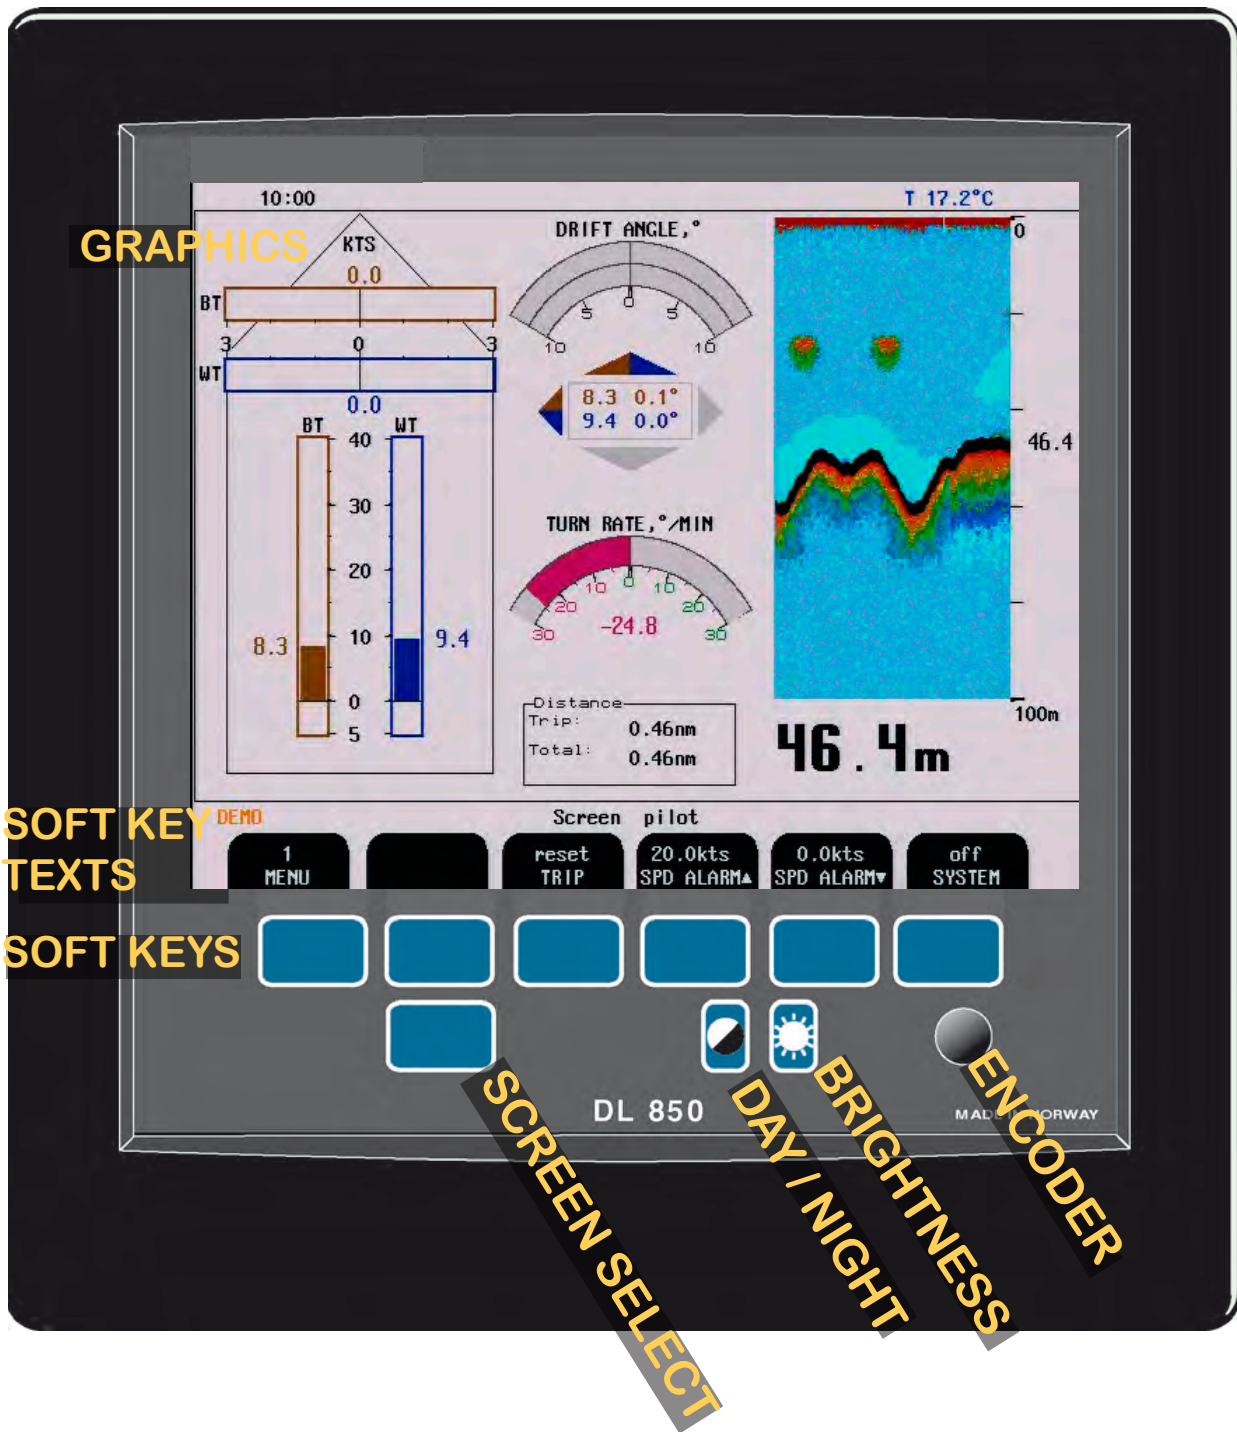 10:00
T 17.2°C
GRAPHICS
KTS
0.0
BT
3 0 3
WT
0.0
BT WT
40
30
20
10
0
5
8.3
9.4
DRIFT ANGLE,°
10 5 0 5 10
8.3 0.1°
9.4 0.0°
TURN RATE,°/MIN
30 20 10 0 10 20 30
-24.8
Distance
Trip: 0.46nm
Total: 0.46nm
0
46.4
100m
46.4m
SOFT KEY
TEXTS
DEMO
Screen pilot
1
MENU
reset
TRIP
20.0kts
SPD ALARM▲
0.0kts
SPD ALARM▼
off
SYSTEM
SOFT KEYS
DL 850
MADE IN NORWAY
SCREEN SELECT
DAY / NIGHT
BRIGHTNESS
ENCODER